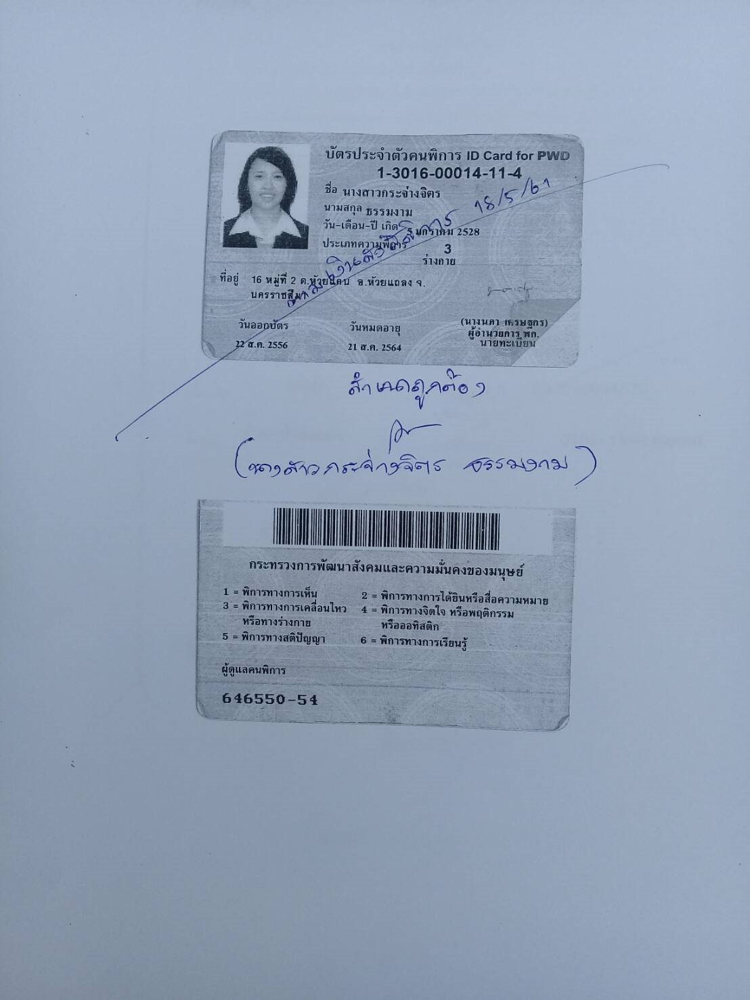 บัตรประจำตัวคนพิการ ID Card for PWD
1-3016-00014-11-4
ชื่อ นางสาวกระจ่างจิตร
นามสกุล ธรรมงาม
วัน-เดือน-ปี เกิด 5 มกราคม 2528
18/5/61
ประเภทความพิการ 3
ร่างกาย
ที่อยู่ 16 หมู่ที่ 2 ต.ห้วยแคน อ.ห้วยแถลง จ.
นครราชสีมา
วันออกบัตร
22 ส.ค. 2556
วันหมดอายุ
21 ส.ค. 2564
(นางนภา เศรษฐกร)
ผู้อำนวยการ พก.
นายทะเบียน
สำเนาถูกต้อง
(นางสาวกระจ่างจิตร ธรรมงาม)
กระทรวงการพัฒนาสังคมและความมั่นคงของมนุษย์
1 = พิการทางการเห็น 2 = พิการทางการได้ยินหรือสื่อความหมาย
3 = พิการทางการเคลื่อนไหว 4 = พิการทางจิตใจ หรือพฤติกรรม
หรือทางร่างกาย หรือออทิสติก
5 = พิการทางสติปัญญา 6 = พิการทางการเรียนรู้
ผู้ดูแลคนพิการ
646550-54